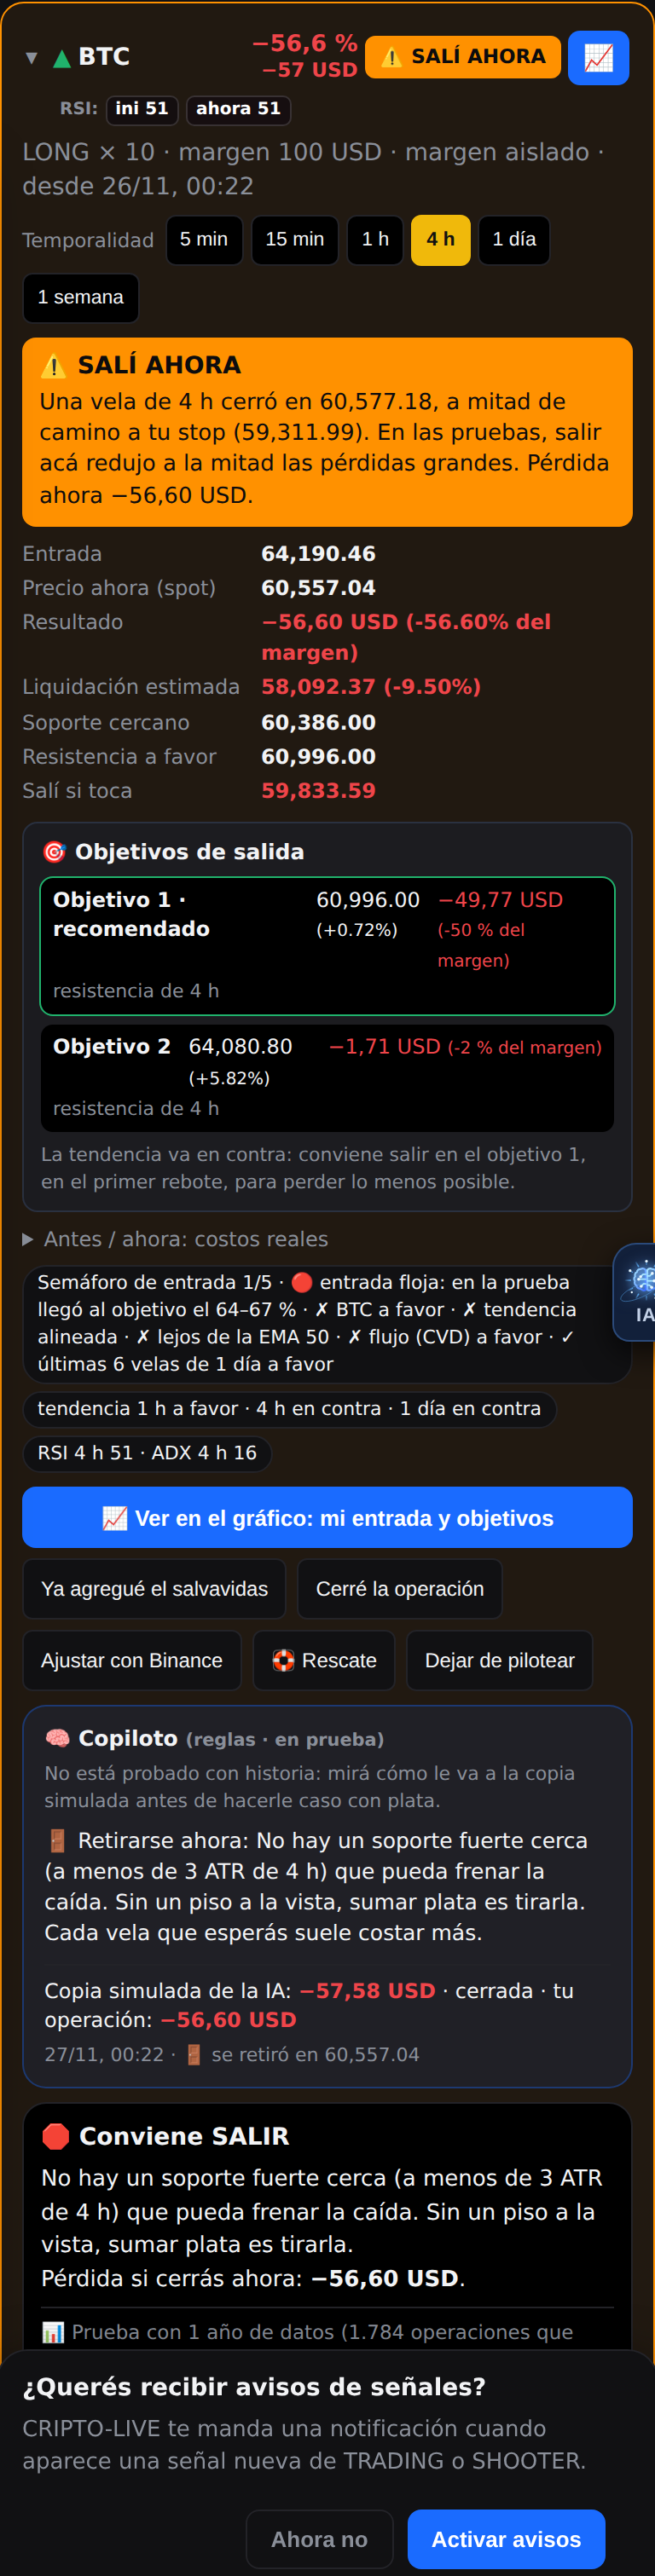 ▼ ▲ BTC −56,6 % ⚠️ SALÍ AHORA 📈
−57 USD
RSI: ini 51 ahora 51
LONG × 10 · margen 100 USD · margen aislado ·
desde 26/11, 00:22
Temporalidad 5 min 15 min 1 h 4 h 1 día
1 semana
⚠️ SALÍ AHORA
Una vela de 4 h cerró en 60,577.18, a mitad de
camino a tu stop (59,311.99). En las pruebas, salir
acá redujo a la mitad las pérdidas grandes. Pérdida
ahora −56,60 USD.
Entrada 64,190.46
Precio ahora (spot) 60,557.04
Resultado −56,60 USD (-56.60% del
margen)
Liquidación estimada 58,092.37 (-9.50%)
Soporte cercano 60,386.00
Resistencia a favor 60,996.00
Salí si toca 59,833.59
🎯 Objetivos de salida
Objetivo 1 · 60,996.00 −49,77 USD
recomendado (+0.72%) (-50 % del
margen)
resistencia de 4 h
Objetivo 2 64,080.80 −1,71 USD (-2 % del margen)
(+5.82%)
resistencia de 4 h
La tendencia va en contra: conviene salir en el objetivo 1,
en el primer rebote, para perder lo menos posible.
▶ Antes / ahora: costos reales
Semáforo de entrada 1/5 · 🔴 entrada floja: en la prueba
llegó al objetivo el 64–67 % · ✗ BTC a favor · ✗ tendencia
alineada · ✗ lejos de la EMA 50 · ✗ flujo (CVD) a favor · ✓
últimas 6 velas de 1 día a favor
IA
tendencia 1 h a favor · 4 h en contra · 1 día en contra
RSI 4 h 51 · ADX 4 h 16
📈 Ver en el gráfico: mi entrada y objetivos
Ya agregué el salvavidas Cerré la operación
Ajustar con Binance 🛟 Rescate Dejar de pilotear
🧠 Copiloto (reglas · en prueba)
No está probado con historia: mirá cómo le va a la copia
simulada antes de hacerle caso con plata.
🚪 Retirarse ahora: No hay un soporte fuerte cerca
(a menos de 3 ATR de 4 h) que pueda frenar la
caída. Sin un piso a la vista, sumar plata es tirarla.
Cada vela que esperás suele costar más.
Copia simulada de la IA: −57,58 USD · cerrada · tu
operación: −56,60 USD
27/11, 00:22 · 🚪 se retiró en 60,557.04
🛑 Conviene SALIR
No hay un soporte fuerte cerca (a menos de 3 ATR
de 4 h) que pueda frenar la caída. Sin un piso a la
vista, sumar plata es tirarla.
Pérdida si cerrás ahora: −56,60 USD.
📊 Prueba con 1 año de datos (1.784 operaciones que
¿Querés recibir avisos de señales?
CRIPTO-LIVE te manda una notificación cuando
aparece una señal nueva de TRADING o SHOOTER.
Ahora no Activar avisos